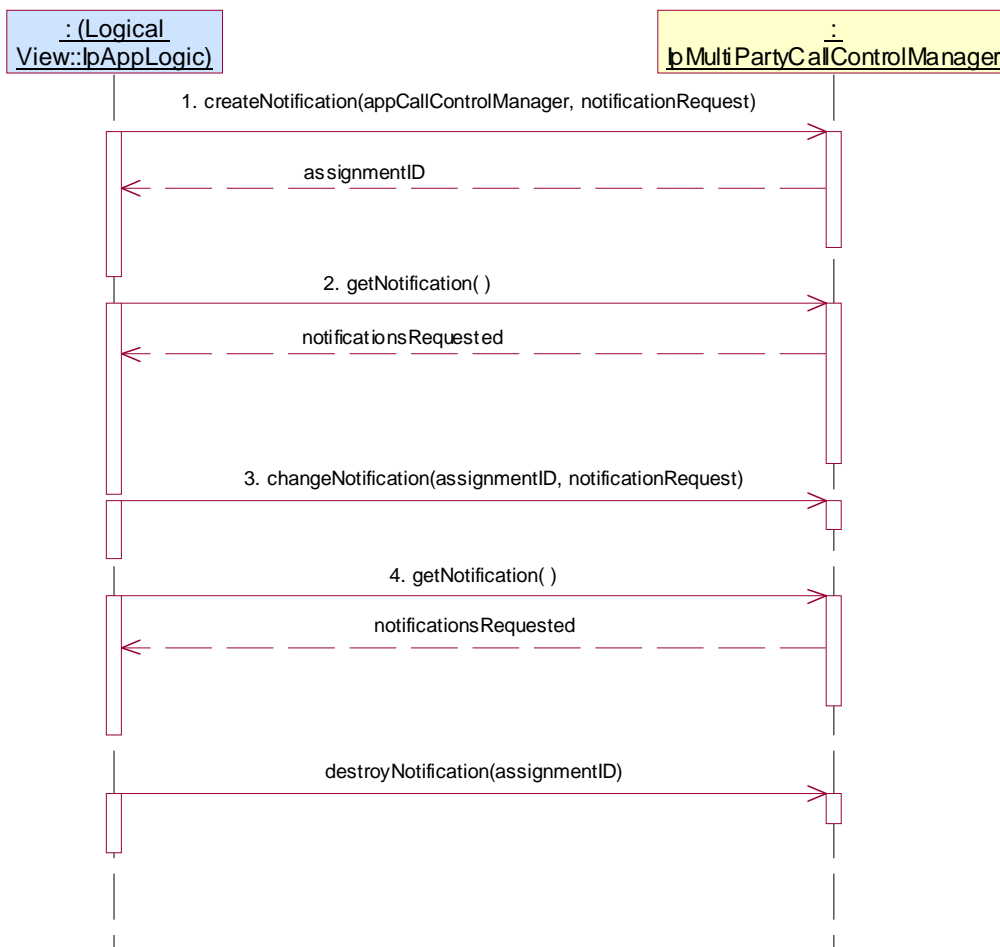 : (Logical
View::IpAppLogic)
:
IpMultiPartyCallControlManager
1. createNotification(appCallControlManager, notificationRequest)
assignmentID
2. getNotification( )
notificationsRequested
3. changeNotification(assignmentID, notificationRequest)
4. getNotification( )
notificationsRequested
destroyNotification(assignmentID)